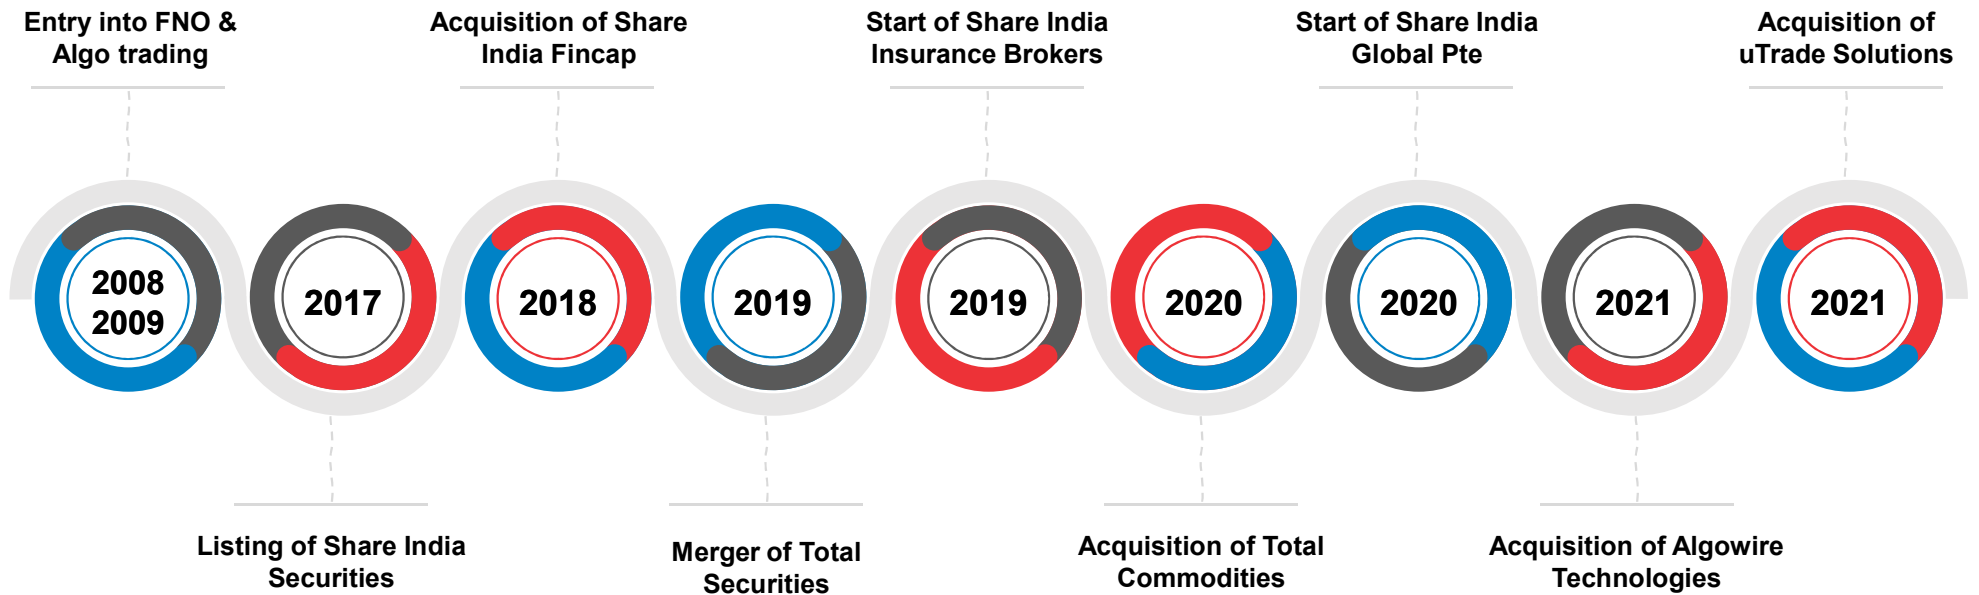 Entry into FNO &
Algo trading
Acquisition of Share
India Fincap
Start of Share India
Insurance Brokers
Start of Share India
Global Pte
Acquisition of
uTrade Solutions
2008
2009
2017
2018
2019
2019
2020
2020
2021
2021
Listing of Share India
Securities
Merger of Total
Securities
Acquisition of Total
Commodities
Acquisition of Algowire
Technologies